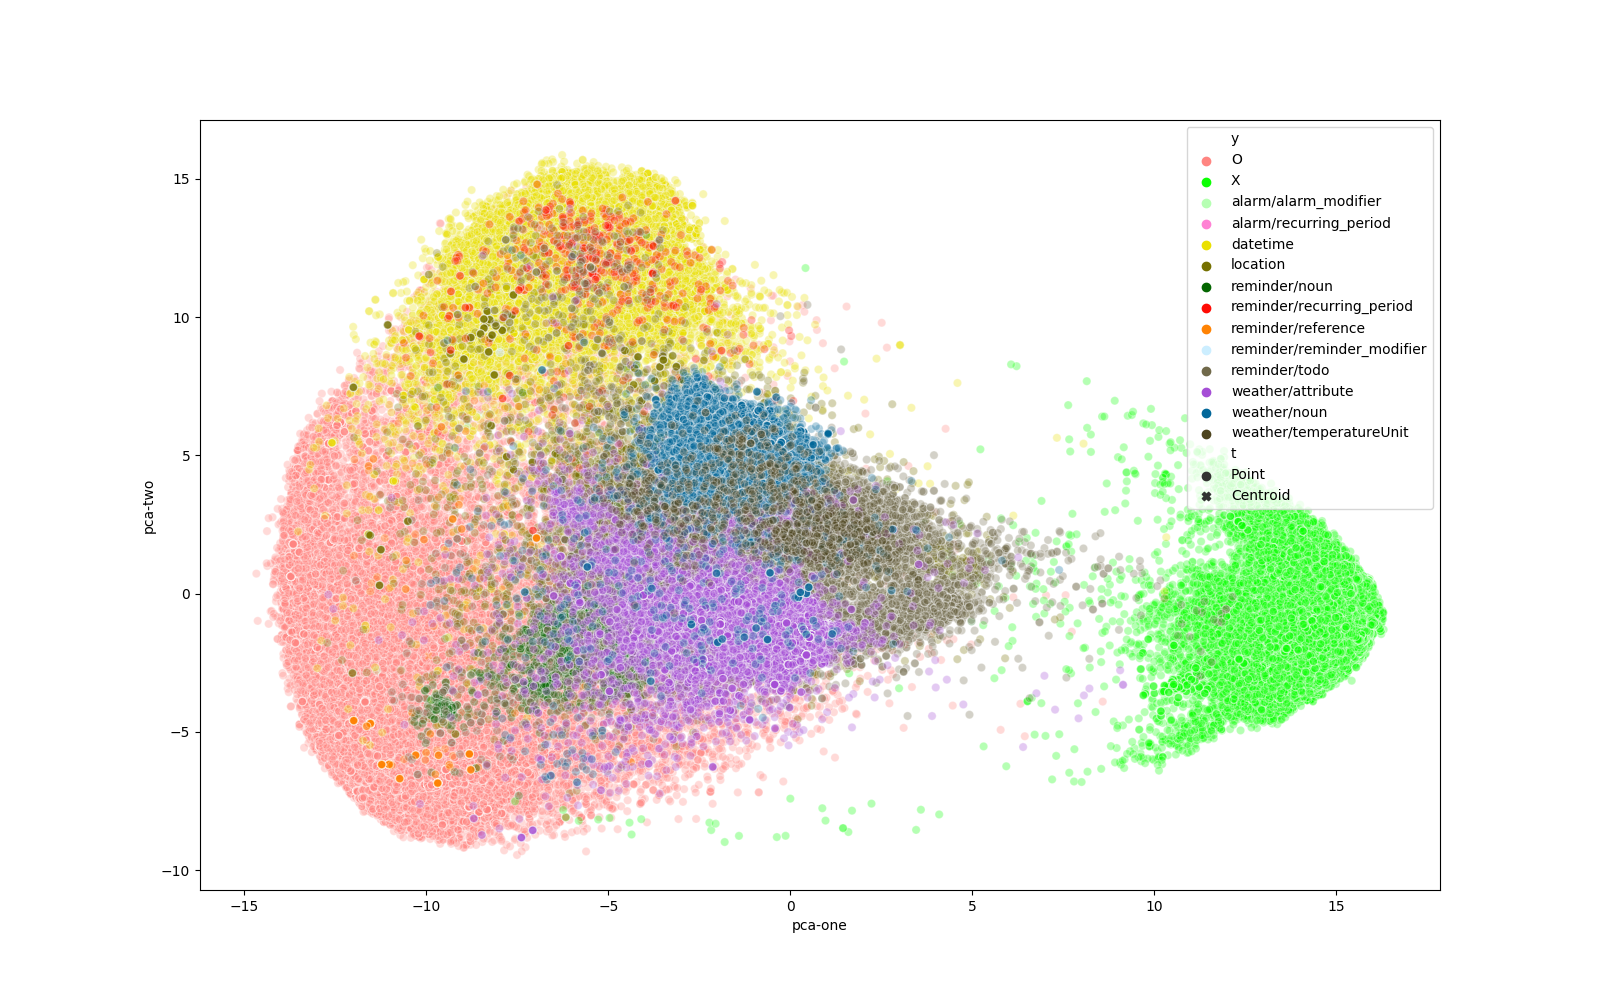 y
O
X
alarm/alarm_modifier
alarm/recurring_period
datetime
location
reminder/noun
reminder/recurring_period
reminder/reference
reminder/reminder_modifier
reminder/todo
weather/attribute
weather/noun
weather/temperatureUnit
t
Point
Centroid
15
10
5
0
−5
−10
pca-two
−15 −10 −5 0 5 10 15
pca-one